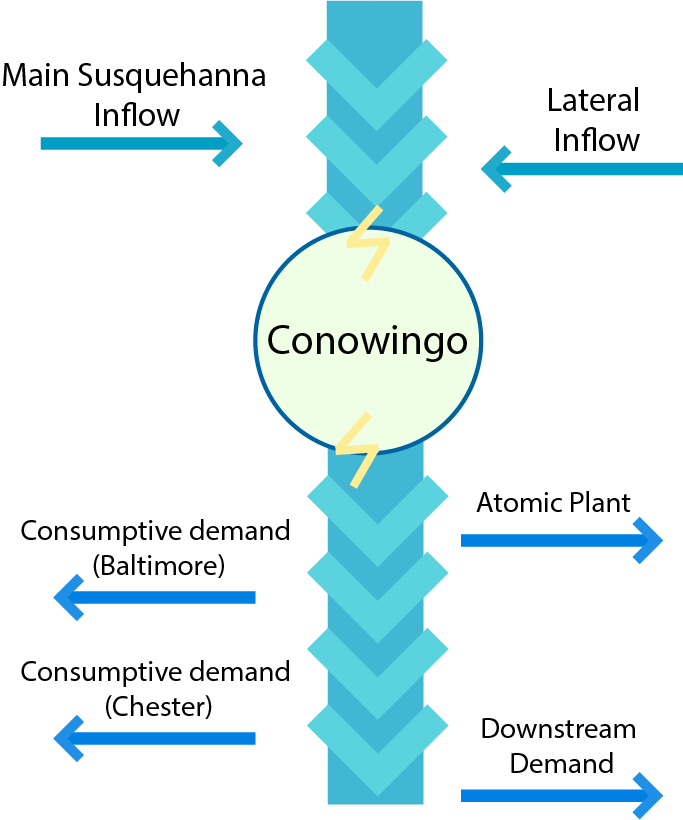 Main Susquehanna
Inflow
Lateral
Inflow
Conowingo
Atomic Plant
Consumptive demand
(Baltimore)
Consumptive demand
(Chester)
Downstream
Demand